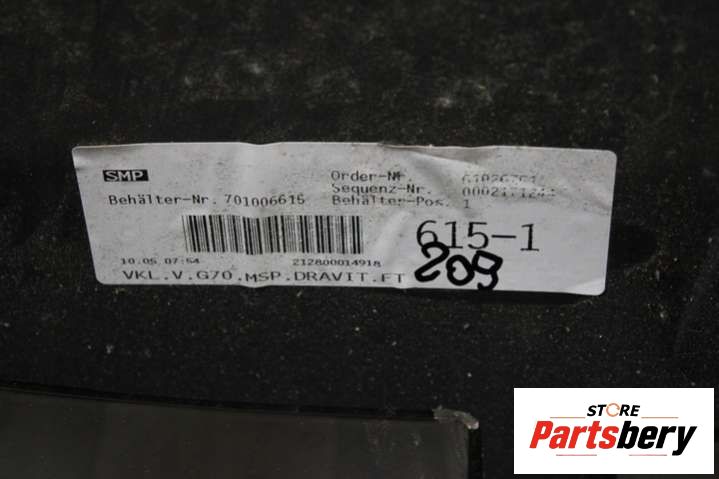 SMP
Order-Nr.
Sequenz-Nr.
Behälter-Nr. 701006615
Behälter-Pos. 1
615-1
10.05 07:54
212800014918
VKL.V.G70.MSP.DRAVIT.FT
209
STORE
Partsbery